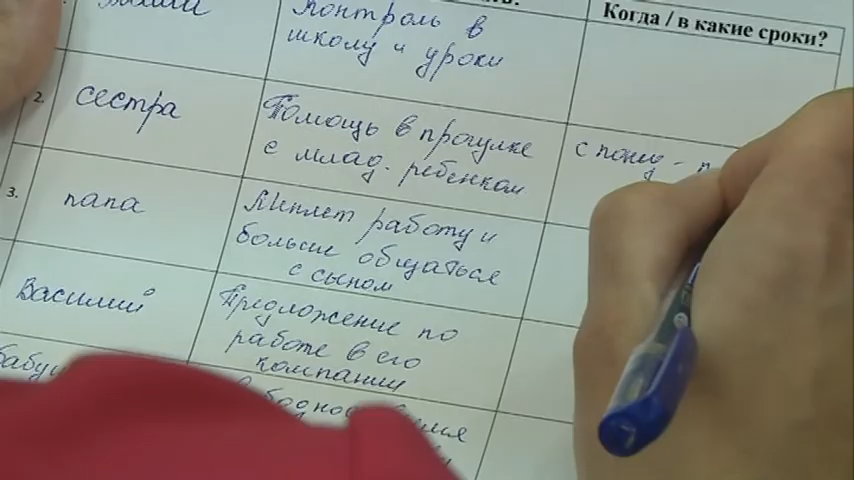 Когда / в какие сроки?
Контроль в
школу и уроки
2.
сестра
Помощь в прогулке
с млад. ребенком
с понед -
3.
папа
работу и
больше общаться
с сыном
Василий
Предложение по
работе в его
компании